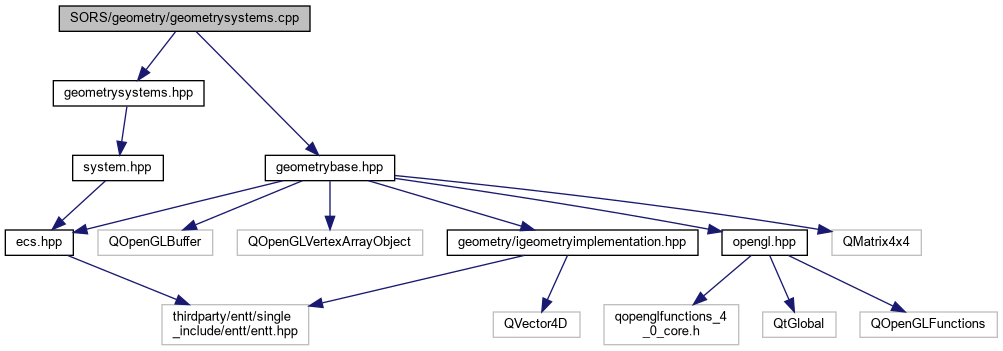 SORS/geometry/geometrysystems.cpp
geometrysystems.hpp
system.hpp
geometrybase.hpp
ecs.hpp
QOpenGLBuffer
QOpenGLVertexArrayObject
geometry/igeometryimplementation.hpp
opengl.hpp
QMatrix4x4
thirdparty/entt/single
_include/entt/entt.hpp
QVector4D
qopenglfunctions_4
_0_core.h
QtGlobal
QOpenGLFunctions